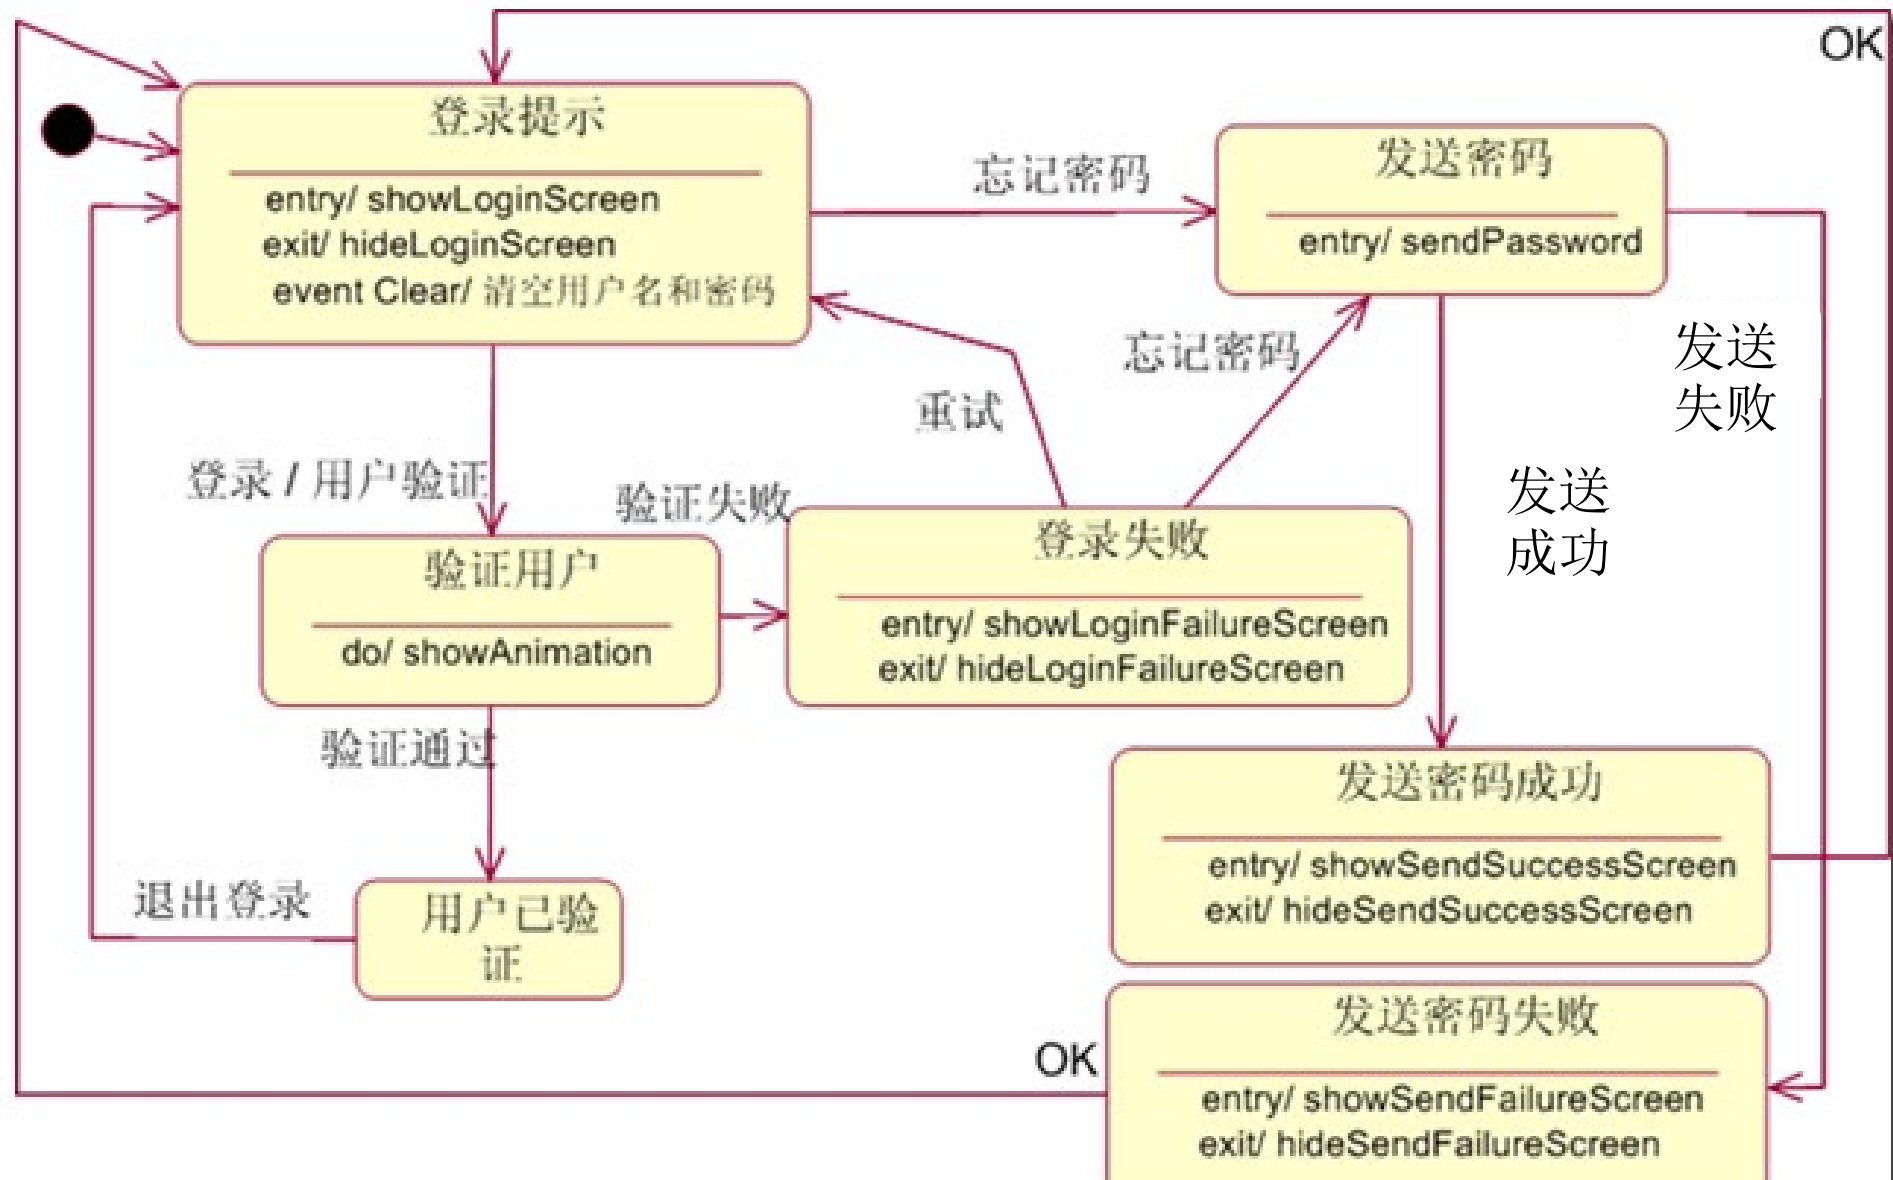 OK
登录提示
entry/ showLoginScreen
exit/ hideLoginScreen
event Clear/ 清空用户名和密码
忘记密码
发送密码
entry/ sendPassword
忘记密码
重试
发送
失败
发送
成功
登录 / 用户验证
验证失败
验证用户
do/ showAnimation
登录失败
entry/ showLoginFailureScreen
exit/ hideLoginFailureScreen
验证通过
发送密码成功
entry/ showSendSuccessScreen
exit/ hideSendSuccessScreen
退出登录
用户已验
证
OK
发送密码失败
entry/ showSendFailureScreen
exit/ hideSendFailureScreen